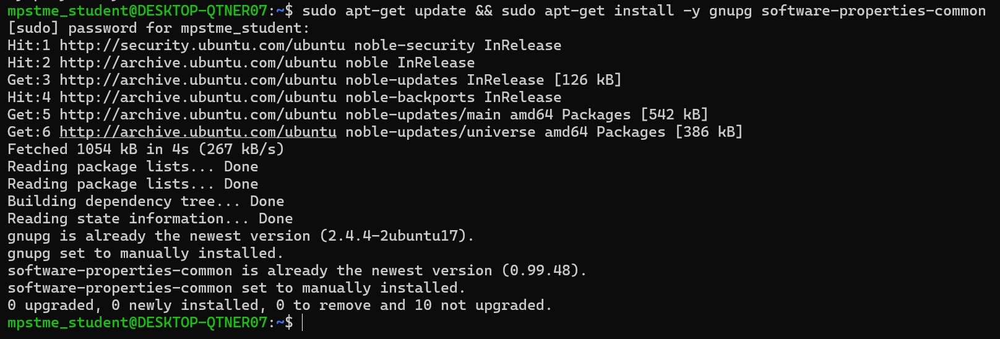 mpstme_student@DESKTOP-QTNER07:~$ sudo apt-get update && sudo apt-get install -y gnupg software-properties-common
[sudo] password for mpstme_student:
Hit:1 http://security.ubuntu.com/ubuntu noble-security InRelease
Hit:2 http://archive.ubuntu.com/ubuntu noble InRelease
Get:3 http://archive.ubuntu.com/ubuntu noble-updates InRelease [126 kB]
Hit:4 http://archive.ubuntu.com/ubuntu noble-backports InRelease
Get:5 http://archive.ubuntu.com/ubuntu noble-updates/main amd64 Packages [542 kB]
Get:6 http://archive.ubuntu.com/ubuntu noble-updates/universe amd64 Packages [386 kB]
Fetched 1054 kB in 4s (267 kB/s)
Reading package lists... Done
Reading package lists... Done
Building dependency tree... Done
Reading state information... Done
gnupg is already the newest version (2.4.4-2ubuntu17).
gnupg set to manually installed.
software-properties-common is already the newest version (0.99.48).
software-properties-common set to manually installed.
0 upgraded, 0 newly installed, 0 to remove and 10 not upgraded.
mpstme_student@DESKTOP-QTNER07:~$